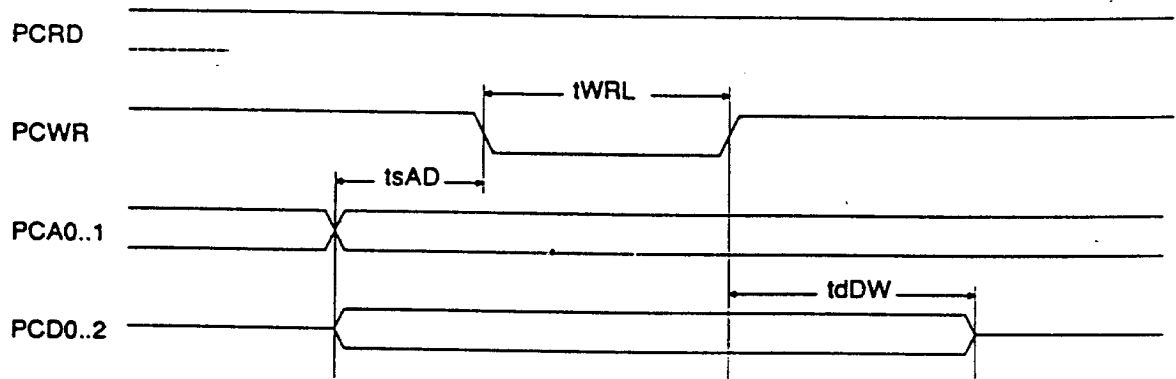 PCRD
tWRL
PCWR
tsAD
PCA0..1
tdDW
PCD0..2